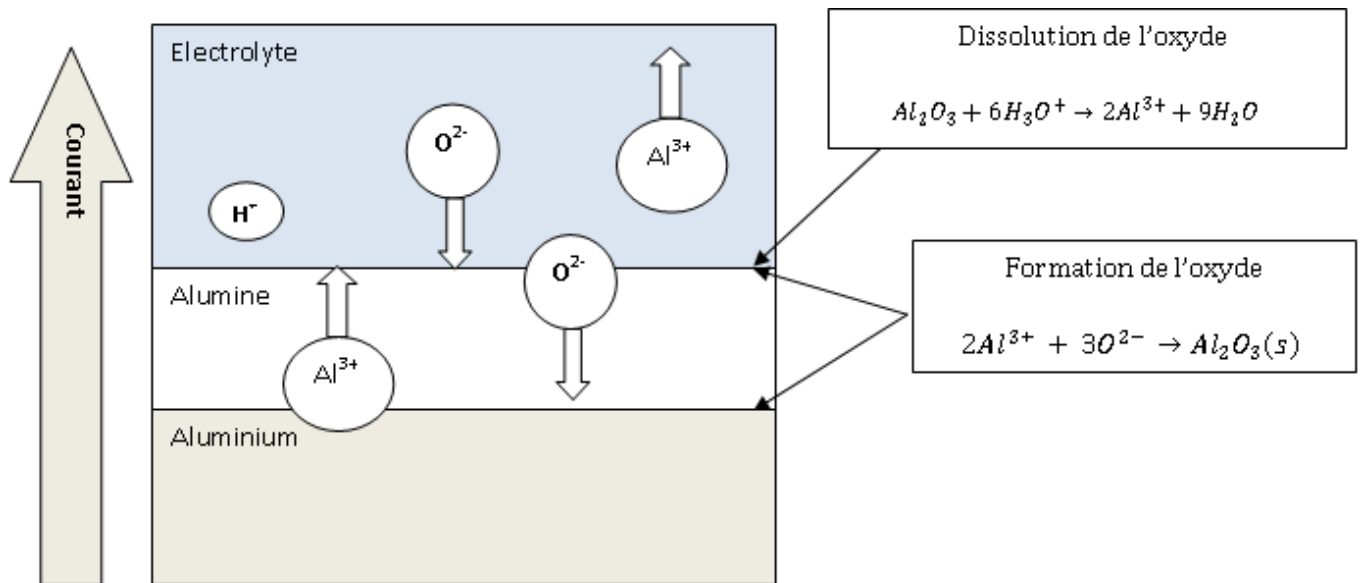 Courant
Electrolyte
O²⁻
Al³⁺
H⁺
O²⁻
Alumine
Al³⁺
Aluminium
Dissolution de l'oxyde
Al₂O₃ + 6H₃O⁺ → 2Al³⁺ + 9H₂O
Formation de l'oxyde
2Al³⁺ + 3O²⁻ → Al₂O₃(s)